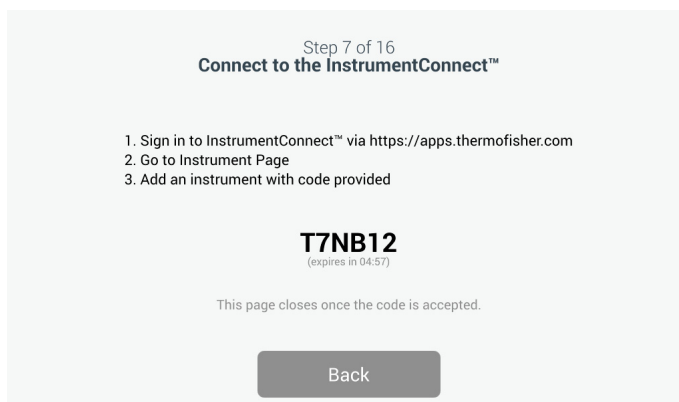 Step 7 of 16
Connect to the InstrumentConnect™
1. Sign in to InstrumentConnect™ via https://apps.thermofisher.com
2. Go to Instrument Page
3. Add an instrument with code provided
T7NB12
(expires in 04:57)
This page closes once the code is accepted.
Back